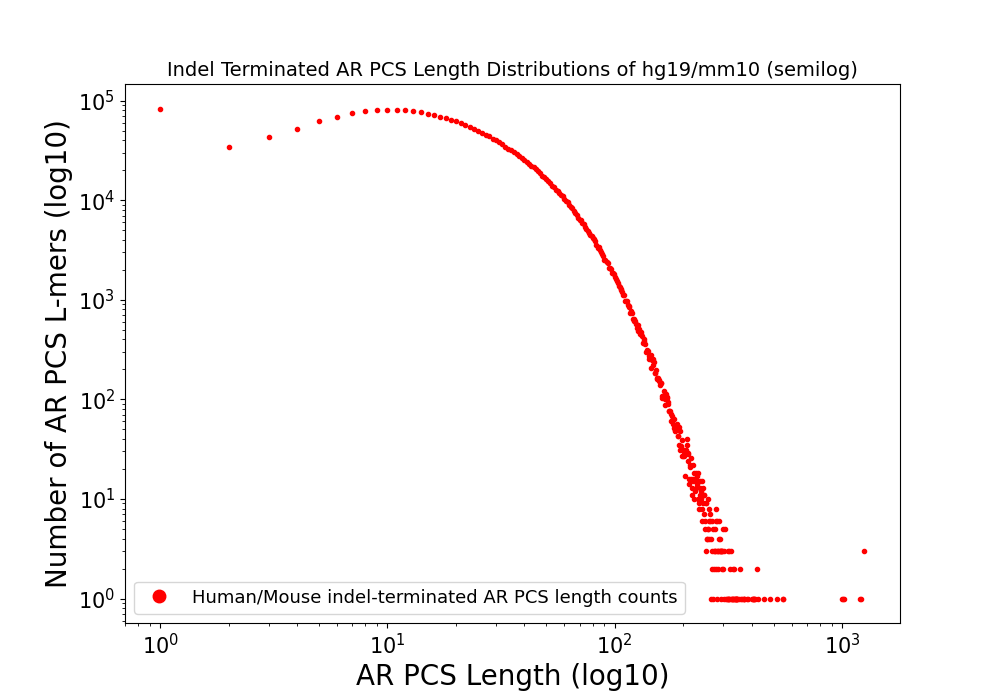 Indel Terminated AR PCS Length Distributions of hg19/mm10 (semilog)
Number of AR PCS L-mers (log10)
10^5
10^4
10^3
10^2
10^1
10^0
Human/Mouse indel-terminated AR PCS length counts
10^0 10^1 10^2 10^3
AR PCS Length (log10)